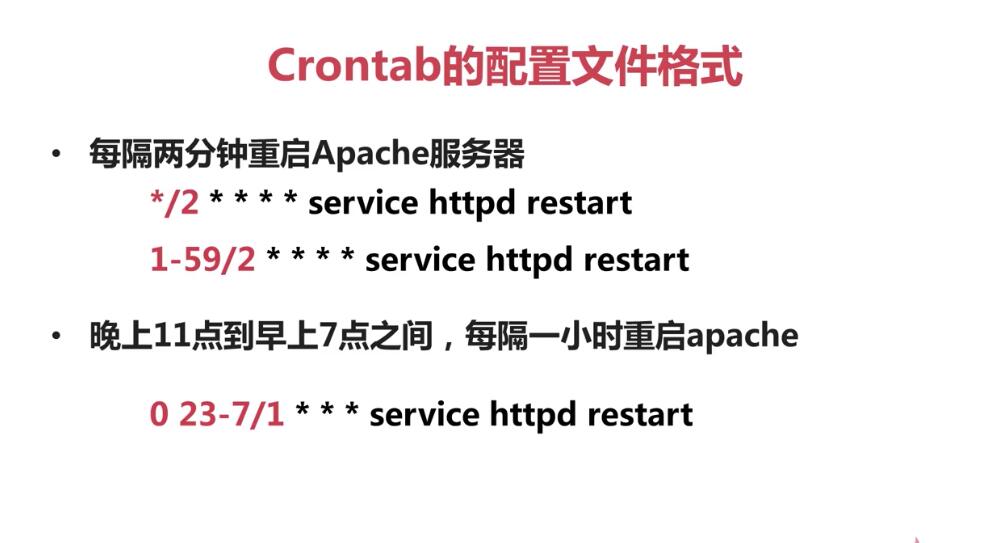 Crontab的配置文件格式
• 每隔两分钟重启Apache服务器
*/2 * * * * service httpd restart
1-59/2 * * * * service httpd restart
• 晚上11点到早上7点之间，每隔一小时重启apache
0 23-7/1 * * * service httpd restart